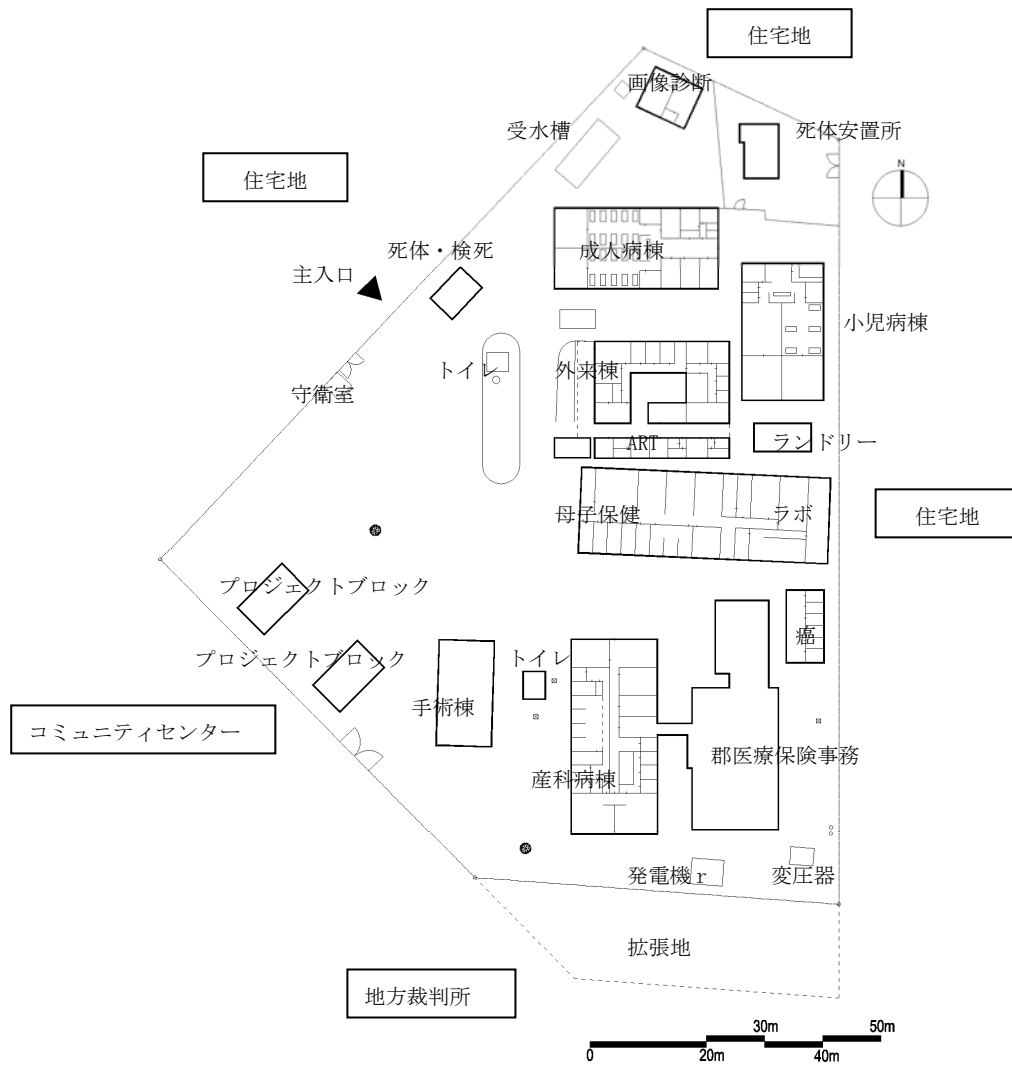 住宅地
画像診断
受水槽
死体安置所
住宅地
N
死体・検死
成人病棟
主入口
小児病棟
トイレ
外来棟
守衛室
ART
ランドリー
母子保健
ラボ
住宅地
プロジェクトブロック
癌
プロジェクトブロック
トイレ
手術棟
コミュニティセンター
郡医療保険事務
産科病棟
発電機ｒ
変圧器
拡張地
地方裁判所
30m
50m
0
20m
40m